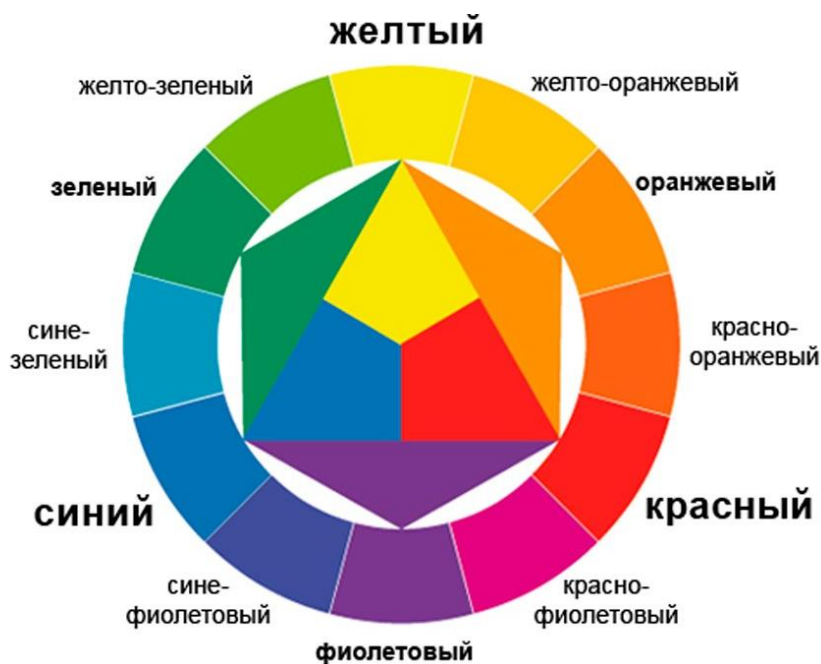 желтый
желто-зеленый
желто-оранжевый
зеленый
оранжевый
сине-
зеленый
красно-
оранжевый
синий
красный
сине-
фиолетовый
красно-
фиолетовый
фиолетовый